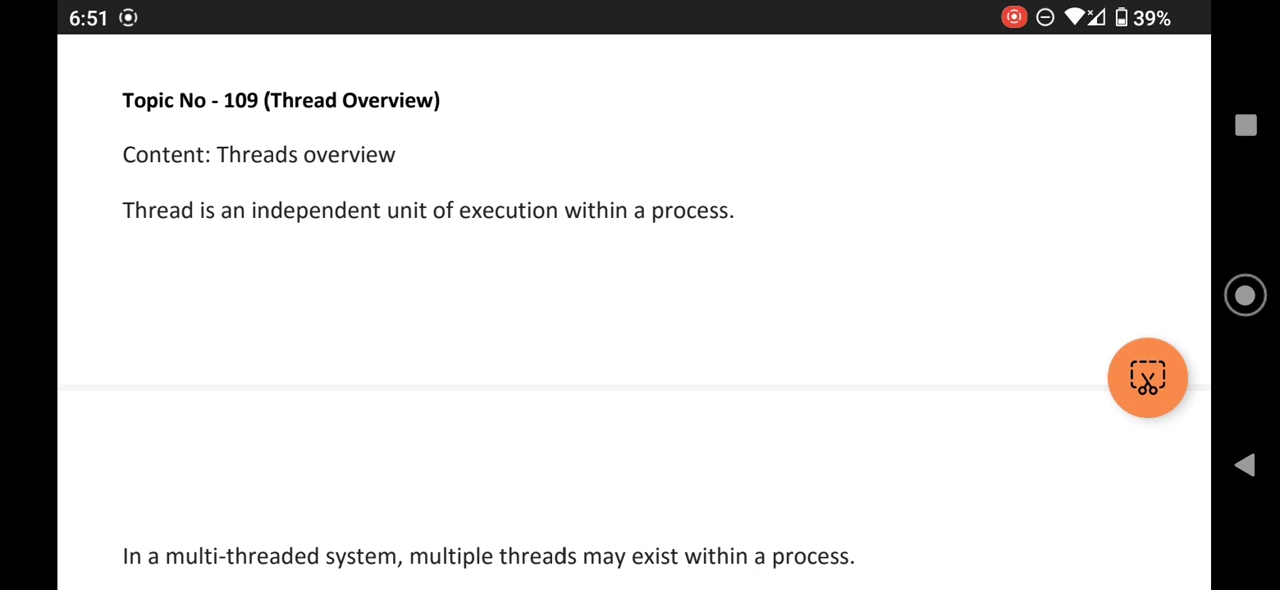 6:51
39%
Topic No - 109 (Thread Overview)
Content: Threads overview
Thread is an independent unit of execution within a process.
In a multi-threaded system, multiple threads may exist within a process.